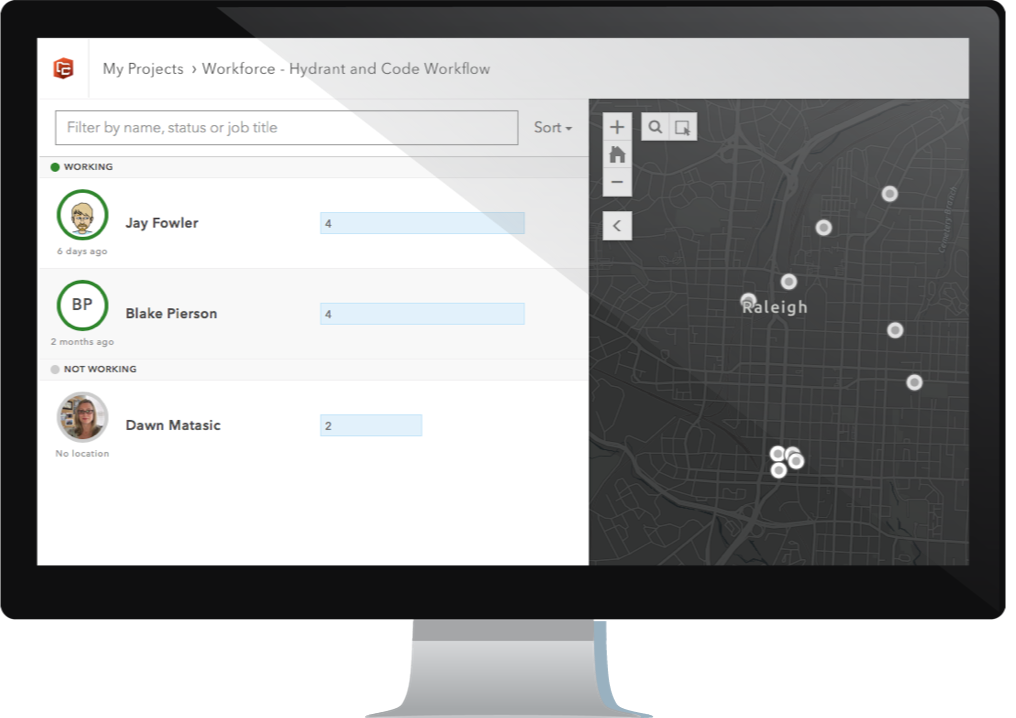 My Projects › Workforce - Hydrant and Code Workflow
Filter by name, status or job title
Sort
WORKING
Jay Fowler
4
6 days ago
BP
Blake Pierson
4
2 months ago
NOT WORKING
Dawn Matasic
2
No location
Raleigh